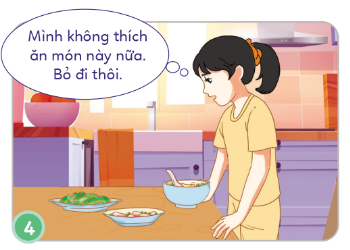 Mình không thích
ăn món này nữa.
Bỏ đi thôi.
4